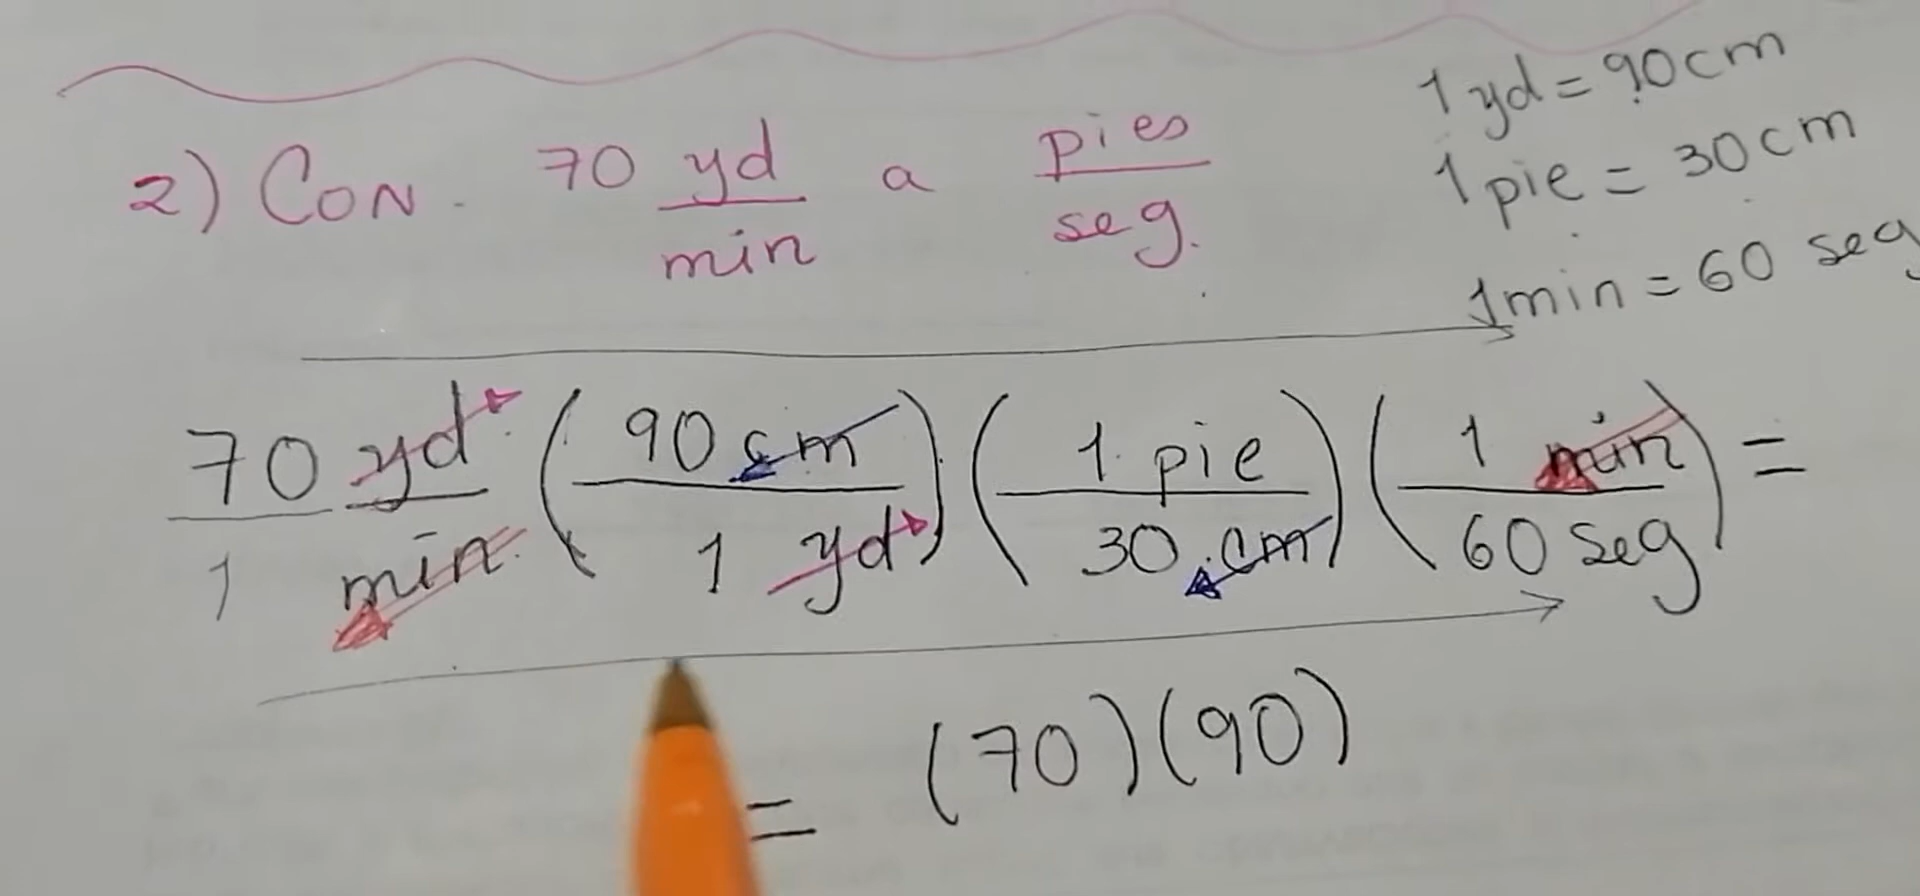 2) CON. 70 yd/min a pies/seg.
1 yd = 90 cm
1 pie = 30 cm
1 min = 60 seg
70 yd/1 min (90 cm/1 yd) (1 pie/30 cm) (1 min/60 seg) =
= (70)(90)